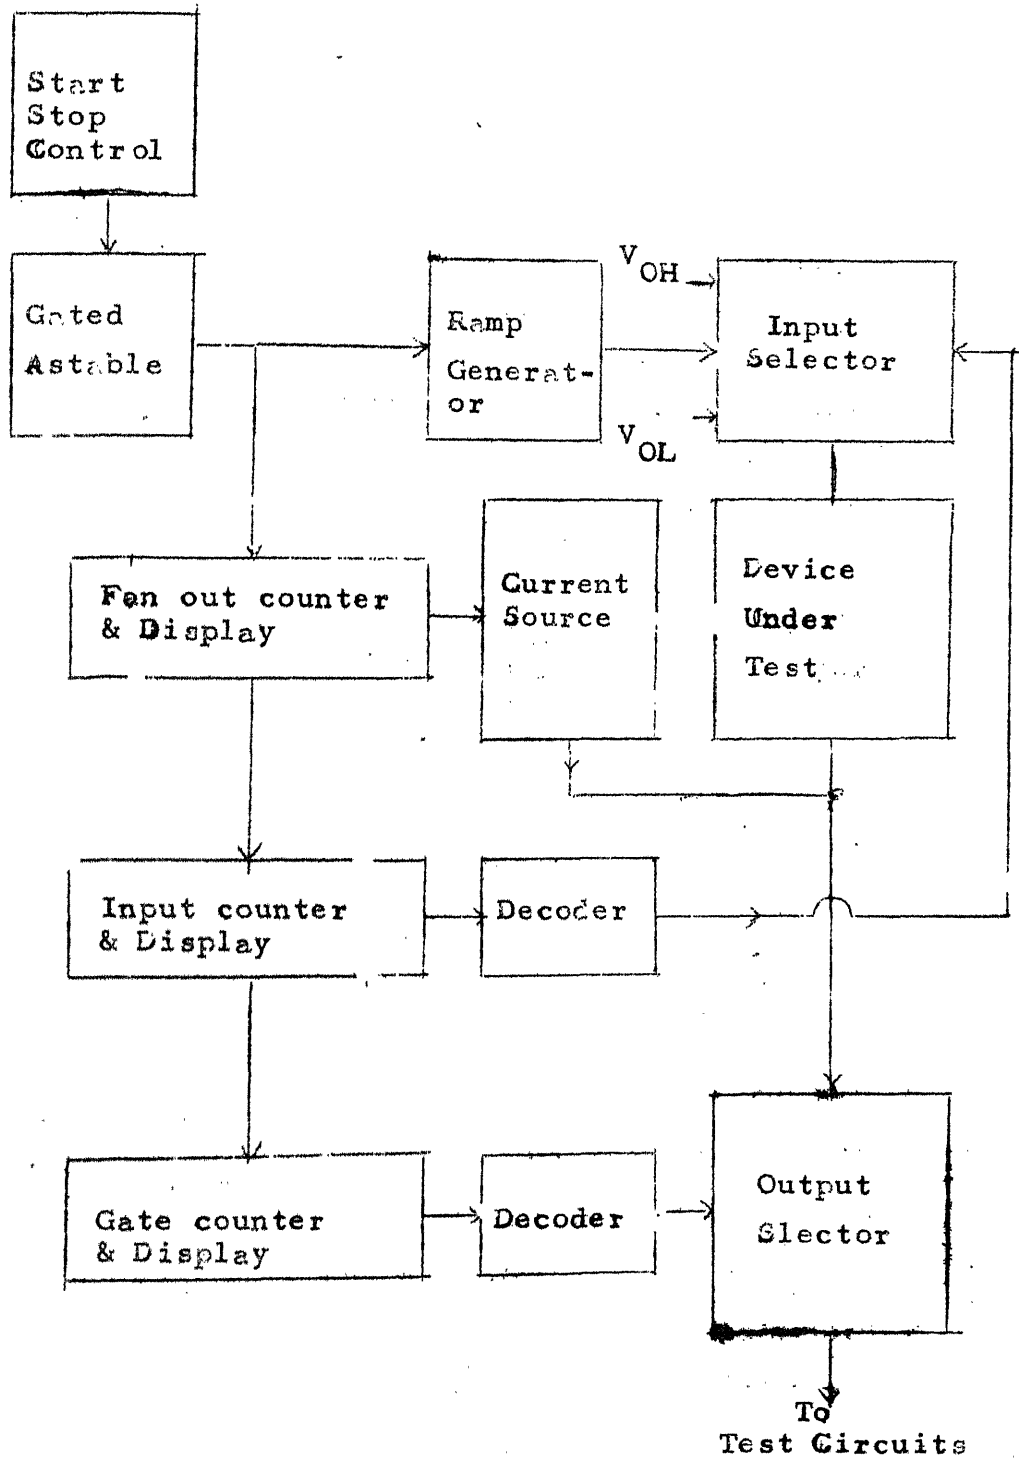 Start
Stop
Control
Gated
Astable
Ramp
Generat-
or
VOH
VOL
Input
Selector
Fan out counter
& Display
Current
Source
Device
Under
Test
Input counter
& Display
Decoder
Gate counter
& Display
Decoder
Output
Slector
To
Test Circuits